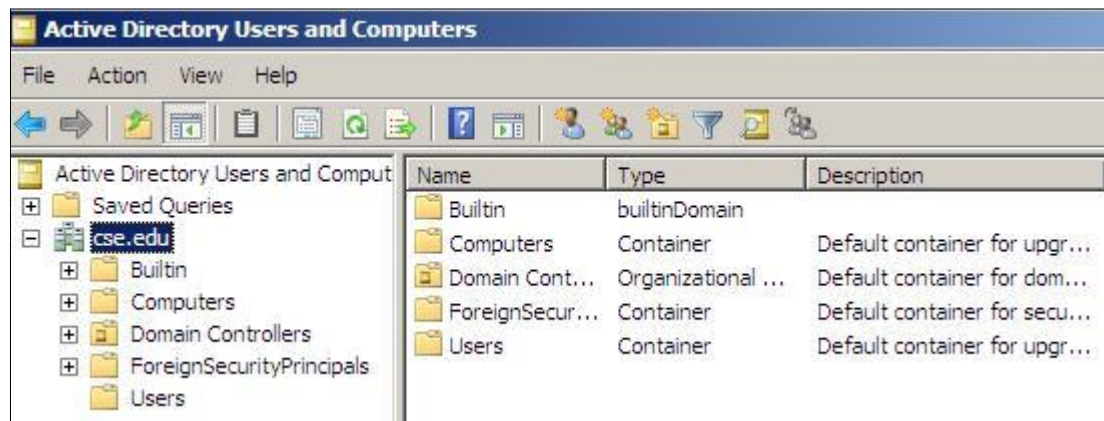 Active Directory Users and Computers
File Action View Help
Active Directory Users and Comput
Saved Queries
cse.edu
Builtin
Computers
Domain Controllers
ForeignSecurityPrincipals
Users
Name Type Description
Builtin builtinDomain
Computers Container Default container for upgr...
Domain Cont... Organizational ... Default container for dom...
ForeignSecur... Container Default container for secu...
Users Container Default container for upgr...